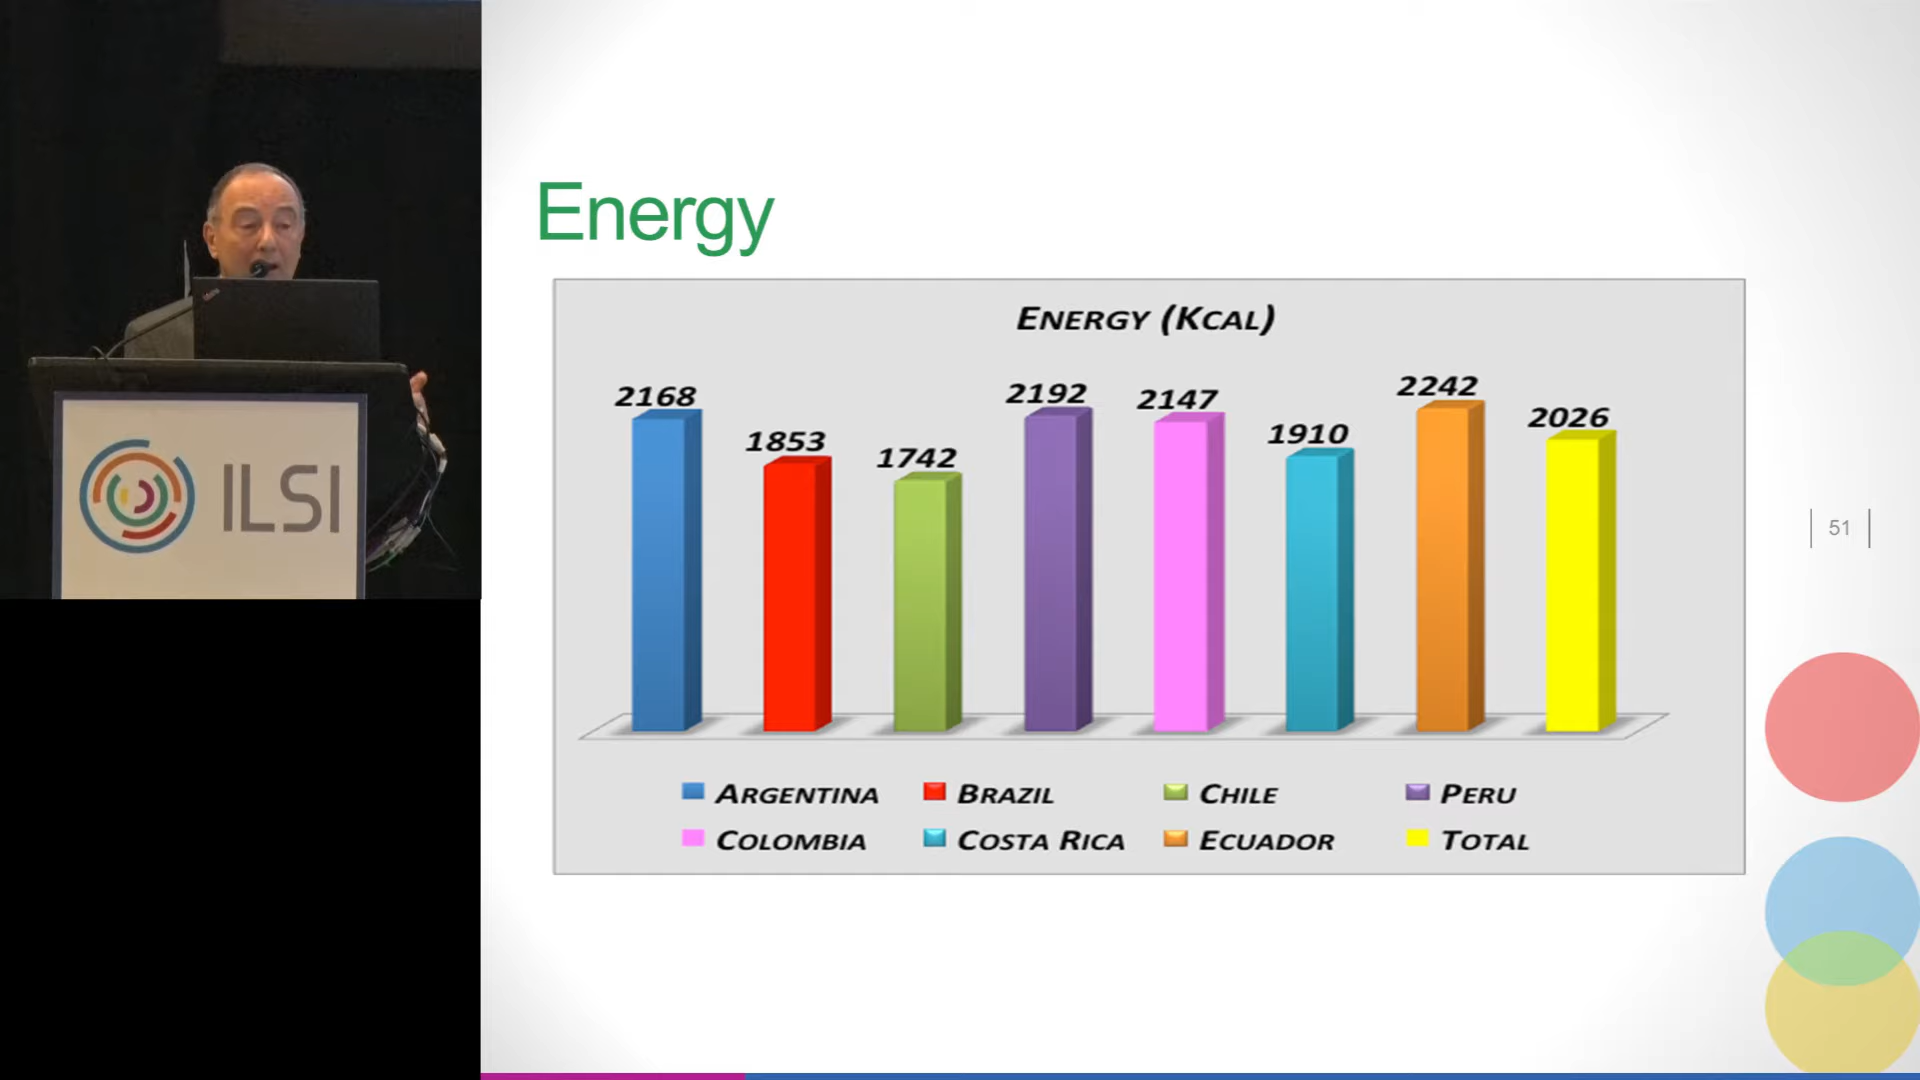 ILSI
Energy
ENERGY (KCAL)
2168
1853
1742
2192
2147
1910
2242
2026
ARGENTINA
BRAZIL
CHILE
PERU
COLOMBIA
COSTA RICA
ECUADOR
TOTAL
51